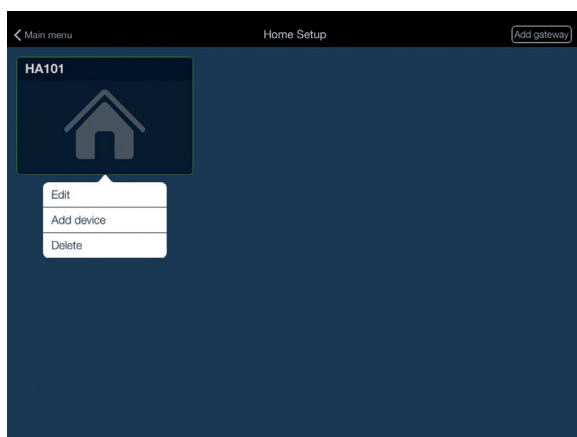 Main menu
Home Setup
Add gateway
HA101
Edit
Add device
Delete